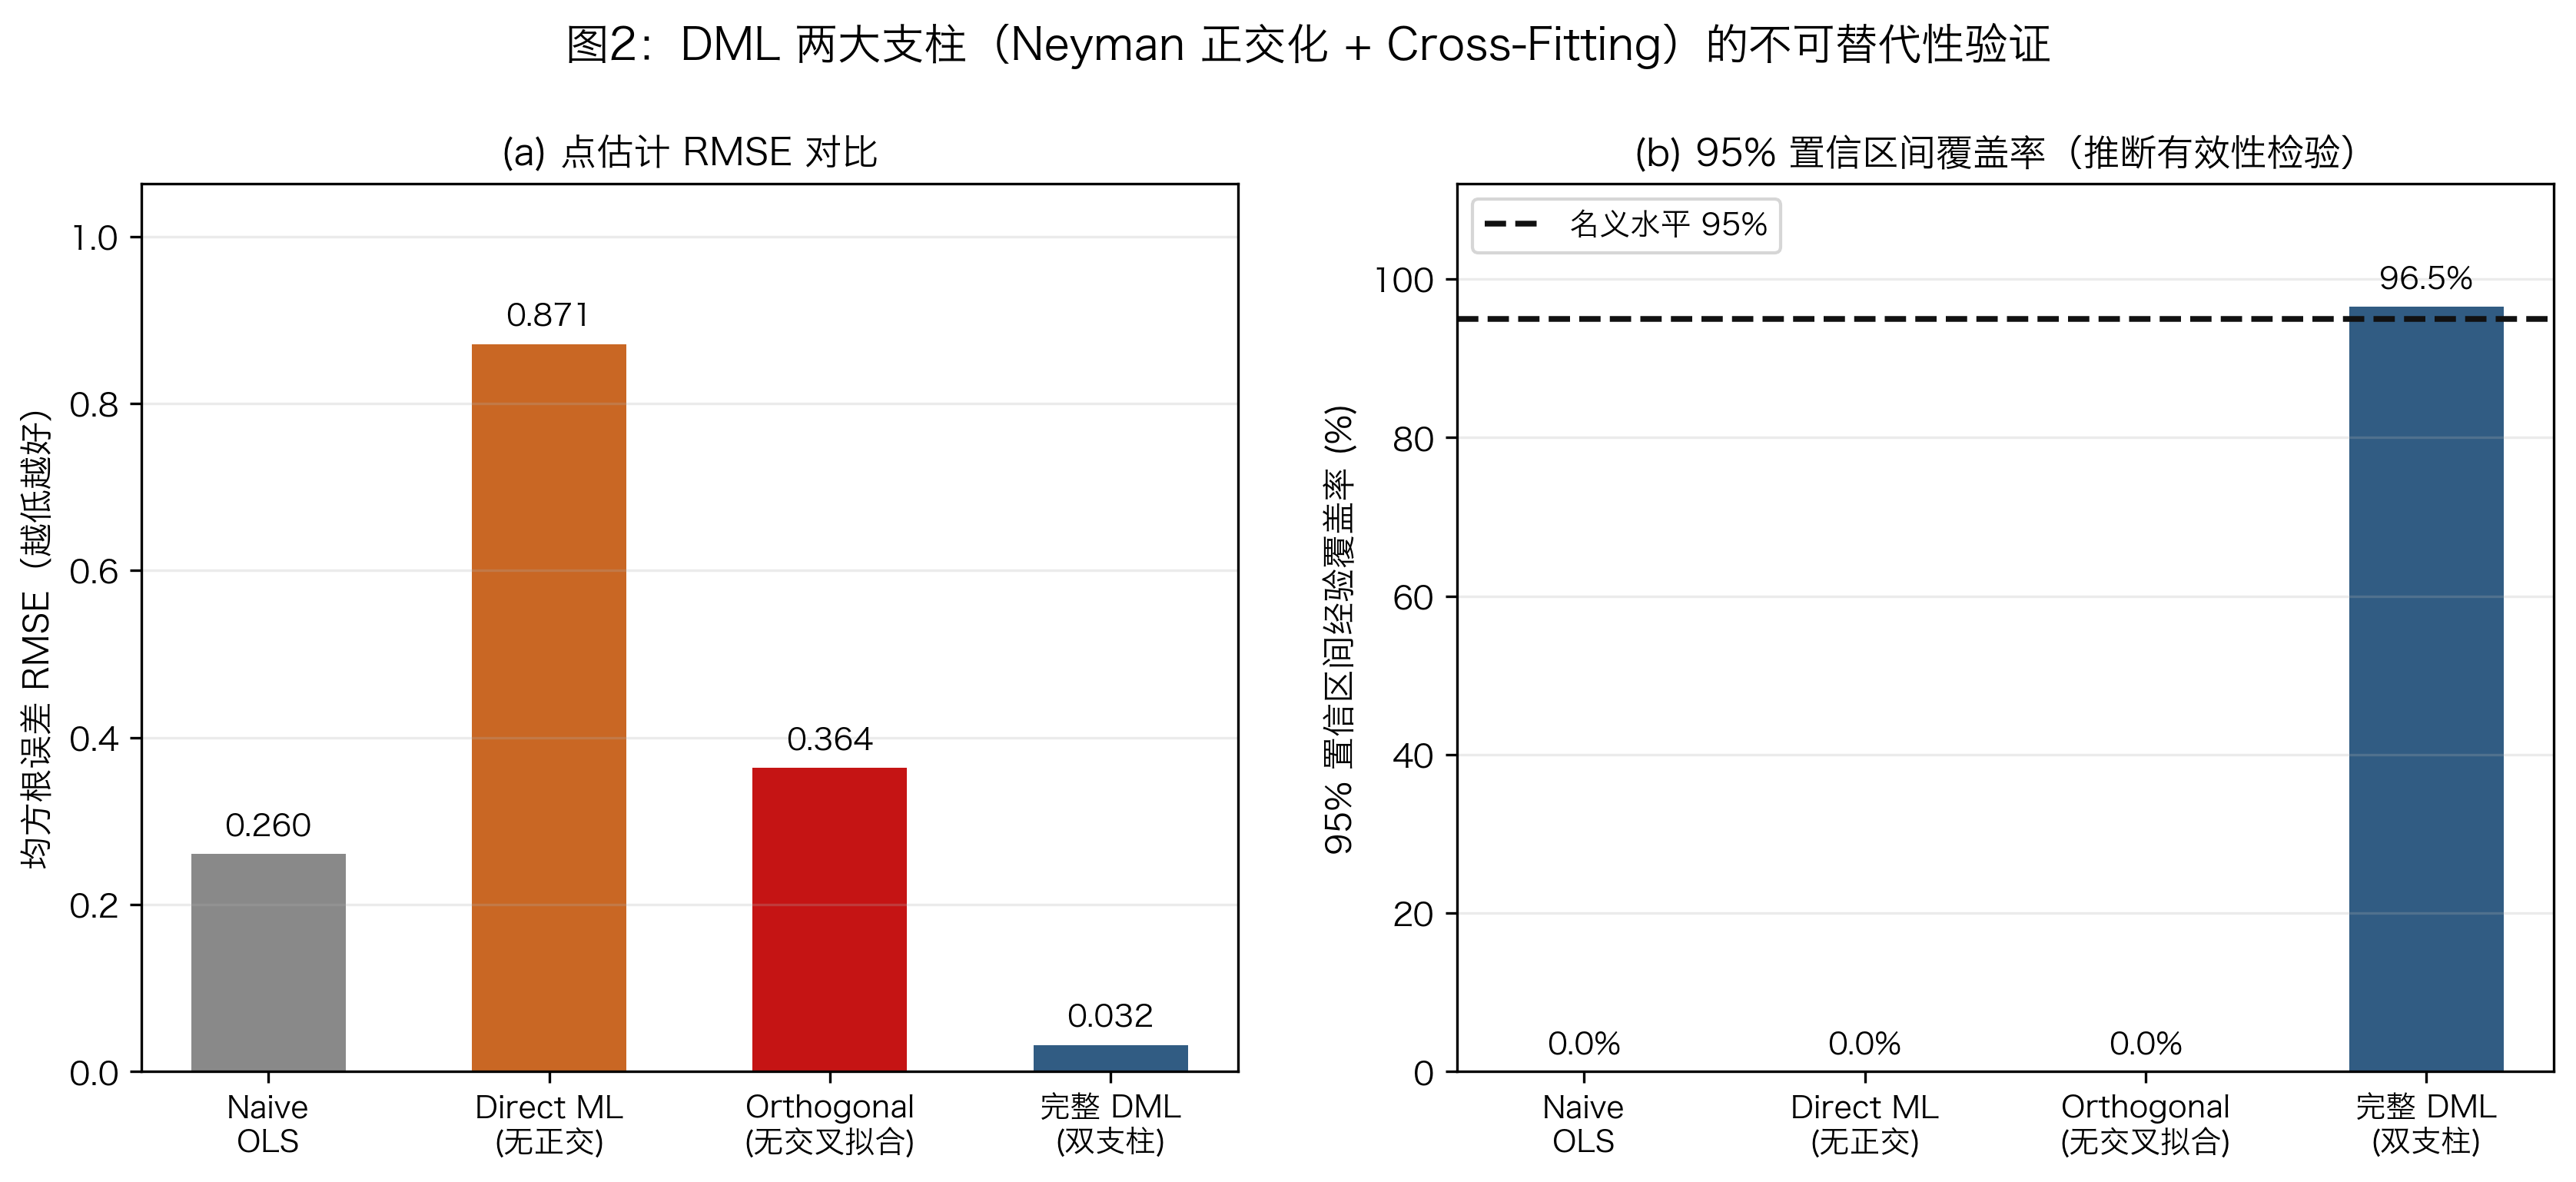 图2：DML 两大支柱（Neyman 正交化 + Cross-Fitting）的不可替代性验证
(a) 点估计 RMSE 对比
均方根误差 RMSE（越低越好）
1.0
0.8
0.6
0.4
0.2
0.0
0.260
0.871
0.364
0.032
Naive
OLS
Direct ML
(无正交)
Orthogonal
(无交叉拟合)
完整 DML
(双支柱)
(b) 95% 置信区间覆盖率（推断有效性检验）
名义水平 95%
95% 置信区间经验覆盖率 (%)
100
80
60
40
20
0
0.0%
0.0%
0.0%
96.5%
Naive
OLS
Direct ML
(无正交)
Orthogonal
(无交叉拟合)
完整 DML
(双支柱)